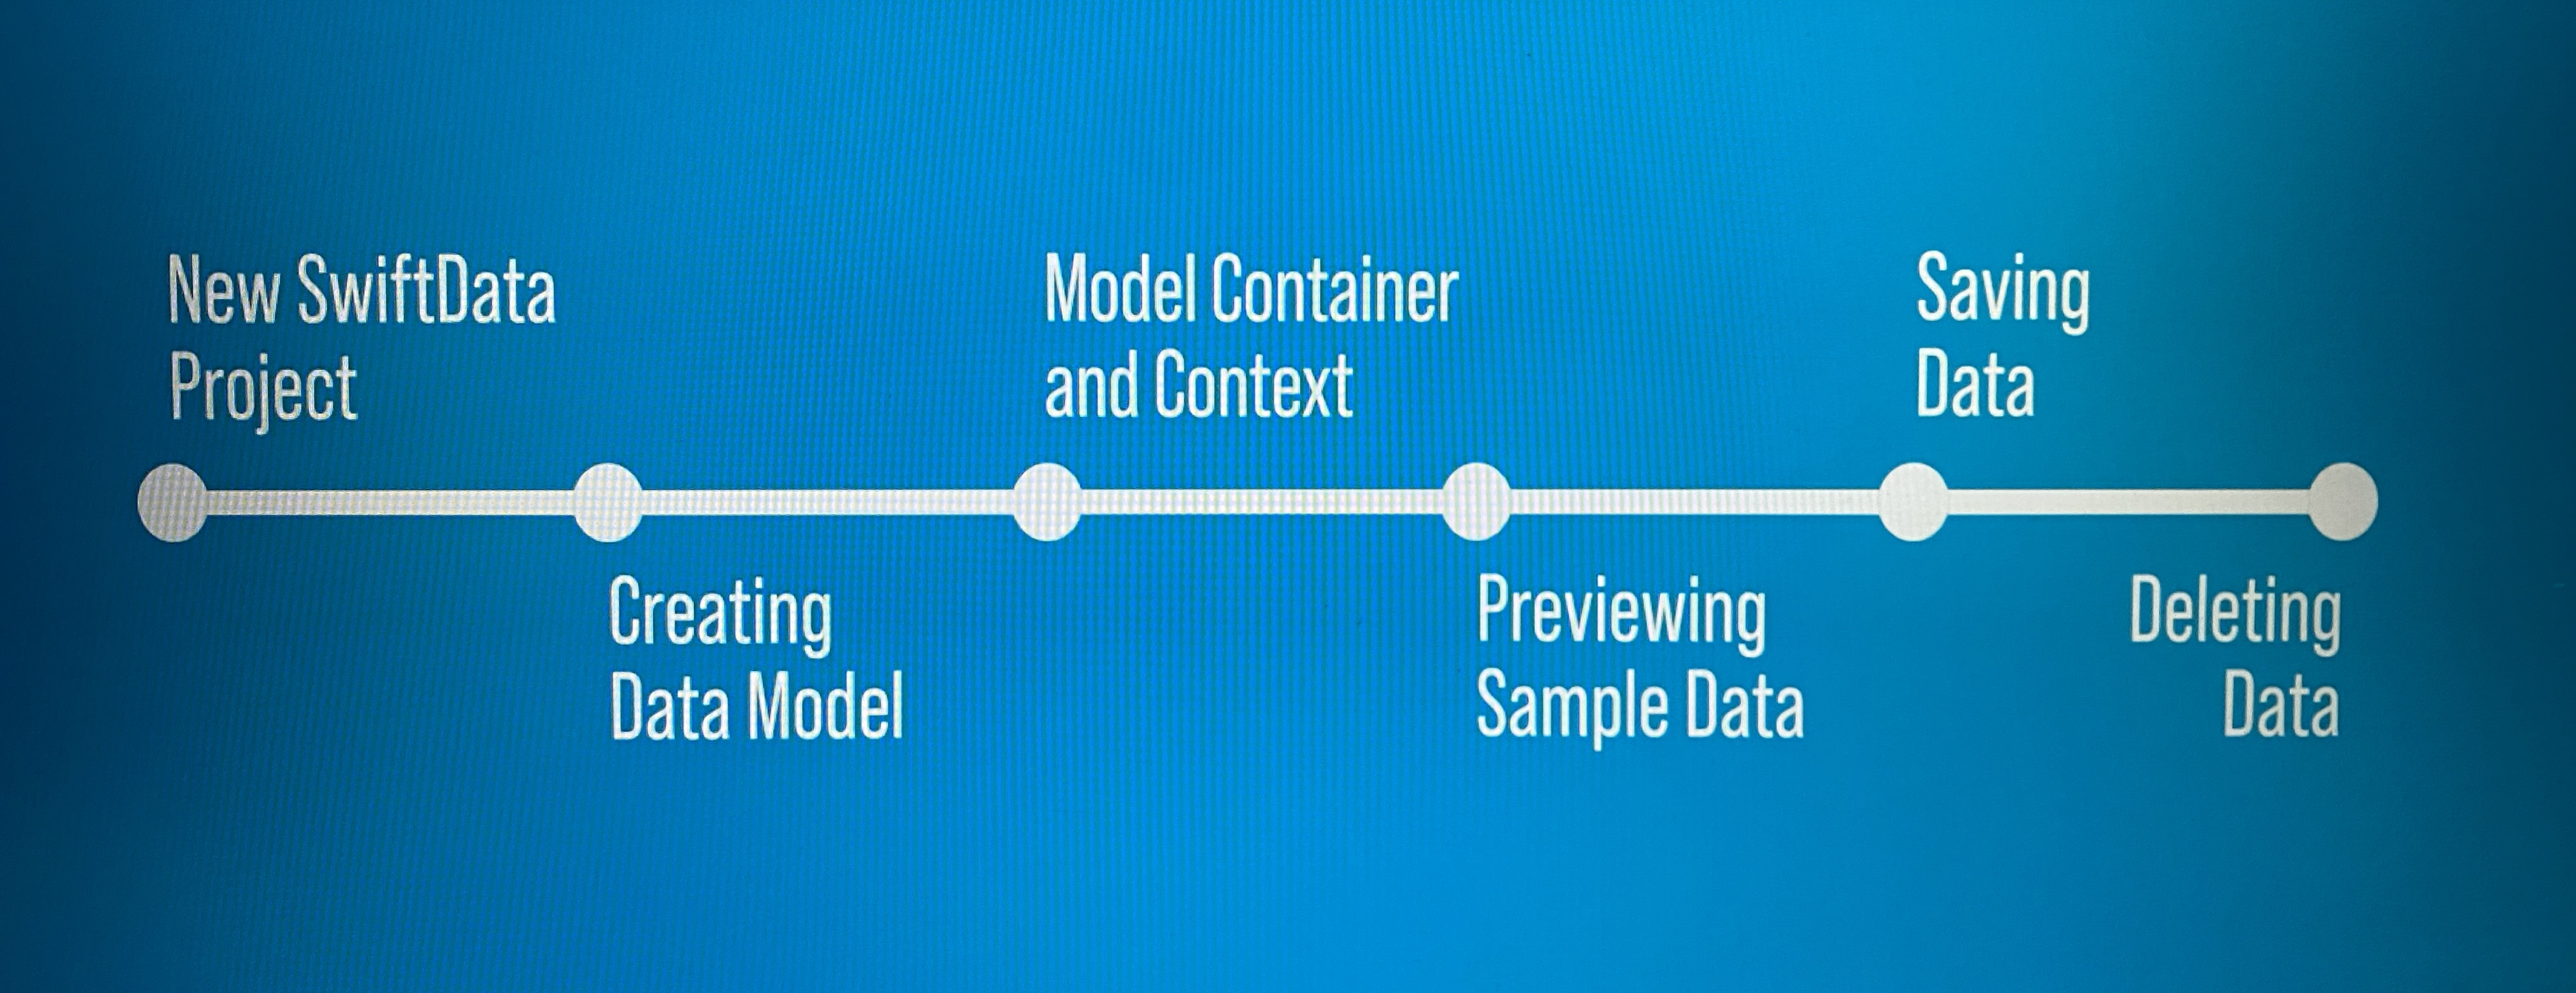 New SwiftData
Project
Creating
Data Model
Model Container
and Context
Previewing
Sample Data
Saving
Data
Deleting
Data